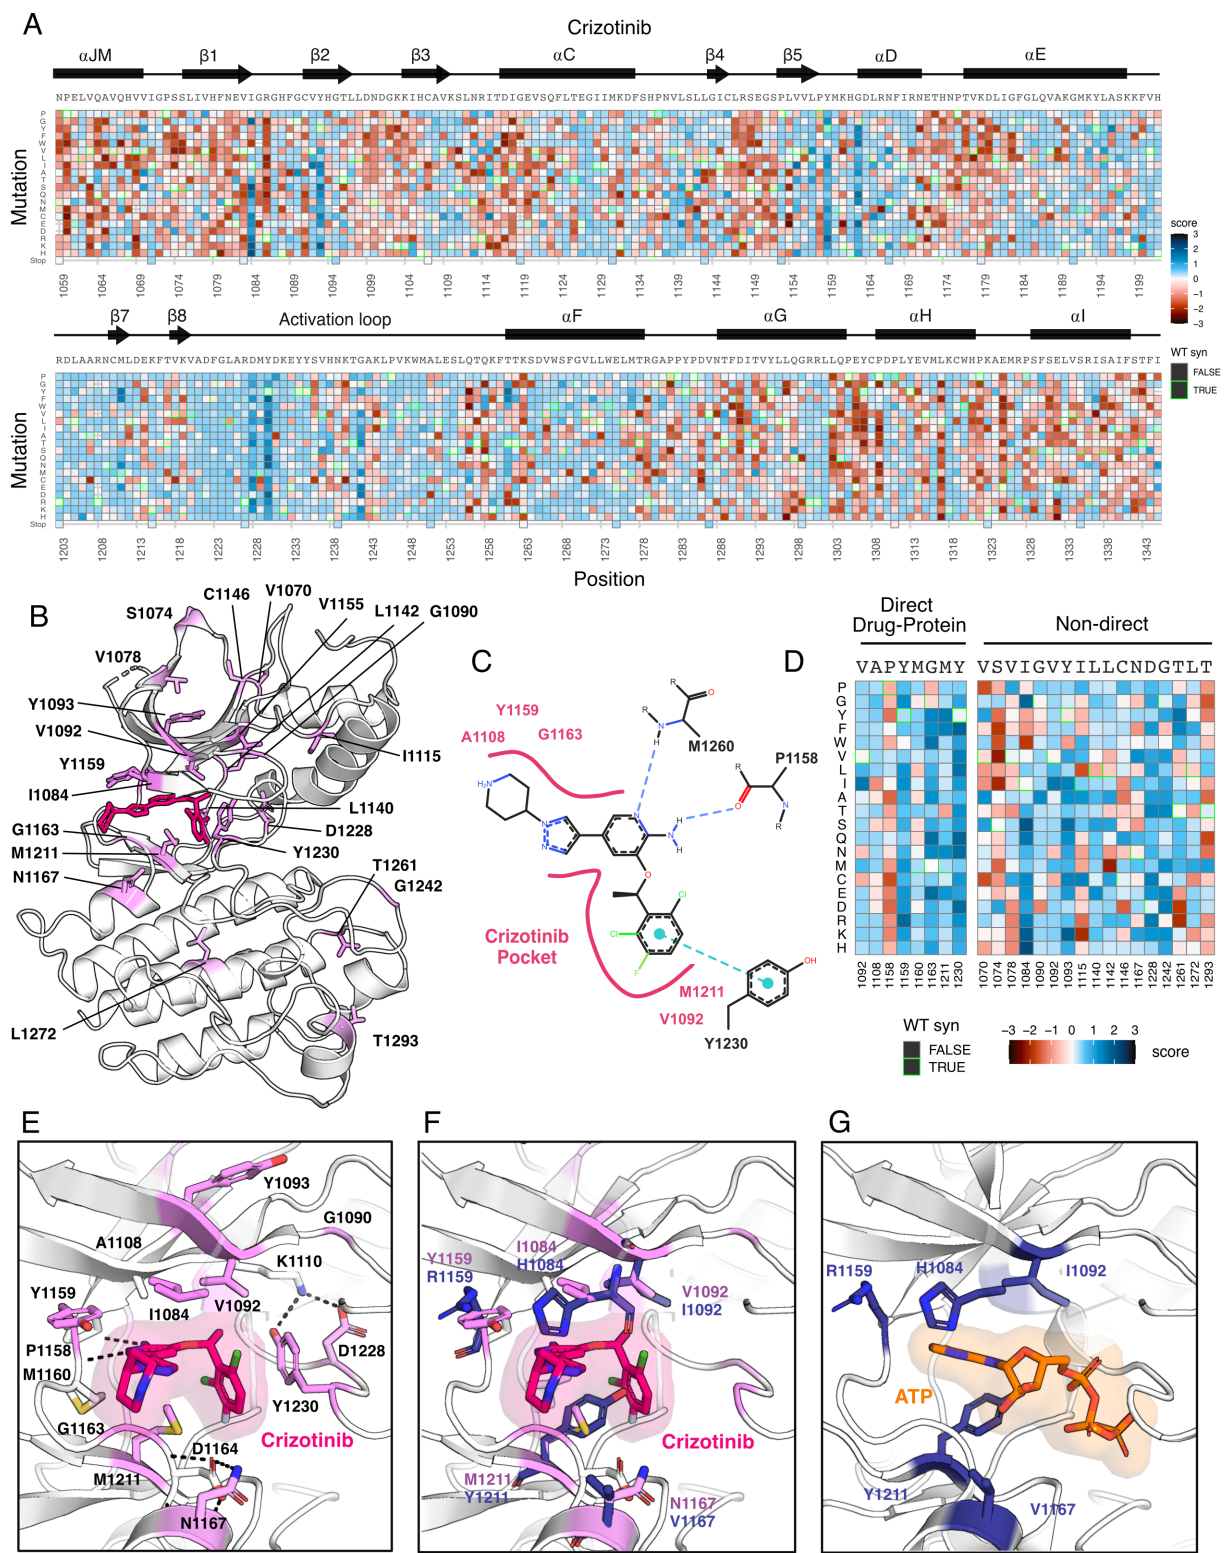 A
Crizotinib
αJM
β1
β2
β3
αC
β4
β5
αD
αE
NPELVQAVQHVVIGPSSLIVHFNEVIGRGHFGCVYHGTLLDNDGKKIHCAVKSLNRITDIGEVSQFLTEGIIMKDFSHPNVLSLLGICLRSEGSPLVVLPYMKHGDLRNFIRNETHNPTVKDLIGFGLQVAKGMKYLASKKFVH
Mutation
P
G
Y
F
W
V
L
I
A
T
S
Q
N
M
C
E
D
R
K
H
Stop
1059 1064 1069 1074 1079 1084 1089 1094 1099 1104 1109 1114 1119 1124 1129 1134 1139 1144 1149 1154 1159 1164 1169 1174 1179 1184 1189 1194 1199
score
3
2
1
0
−1
−2
−3
WT syn
FALSE
TRUE
β7
β8
Activation loop
αF
αG
αH
αI
RDLAARNCMLDEKFTVKVADFGLARDMYDKEYYSVHNKTGAKLPVKWMALESLQTQKFTTKSDVWSFGVLLWELMTRGAPPYPDVNTFDITVYLLQGRRLLQPEYCPDPLYEVMLKCWHPKAEMRPSFSELVSRISAIFSTFI
Mutation
P
G
Y
F
W
V
L
I
A
T
S
Q
N
M
C
E
D
R
K
H
Stop
1203 1208 1213 1218 1223 1228 1233 1238 1243 1248 1253 1258 1263 1268 1273 1278 1283 1288 1293 1298 1303 1308 1313 1318 1323 1328 1333 1338 1343
Position
B
C1146
V1070
S1074
V1155
L1142
G1090
V1078
Y1093
V1092
Y1159
I1084
I1115
L1140
G1163
D1228
M1211
Y1230
N1167
T1261
G1242
L1272
T1293
C
Y1159
G1163
A1108
R
O
R
N
H
M1260
P1158
R
O
N
R
H₂N
N
N
N
H
N
H
O
Cl
Cl
F
OH
Crizotinib
Pocket
M1211
V1092
Y1230
D
Direct
Drug-Protein
Non-direct
VAPYMGMY
VSVIGVYILLCNDGTLT
P
G
Y
F
W
V
L
I
A
T
S
Q
N
M
C
E
D
R
K
H
1092 1108 1158 1159 1160 1163 1211 1230
1070 1074 1078 1084 1090 1092 1093 1115 1140 1142 1146 1167 1228 1242 1261 1272 1293
WT syn
FALSE
TRUE
−3 −2 −1 0 1 2 3
score
E
Y1093
G1090
A1108
K1110
Y1159
I1084
V1092
P1158
D1228
M1160
Y1230
G1163
Crizotinib
D1164
M1211
N1167
F
I1084
H1084
Y1159
R1159
V1092
I1092
Crizotinib
M1211
Y1211
N1167
V1167
G
R1159
H1084
I1092
ATP
Y1211
V1167